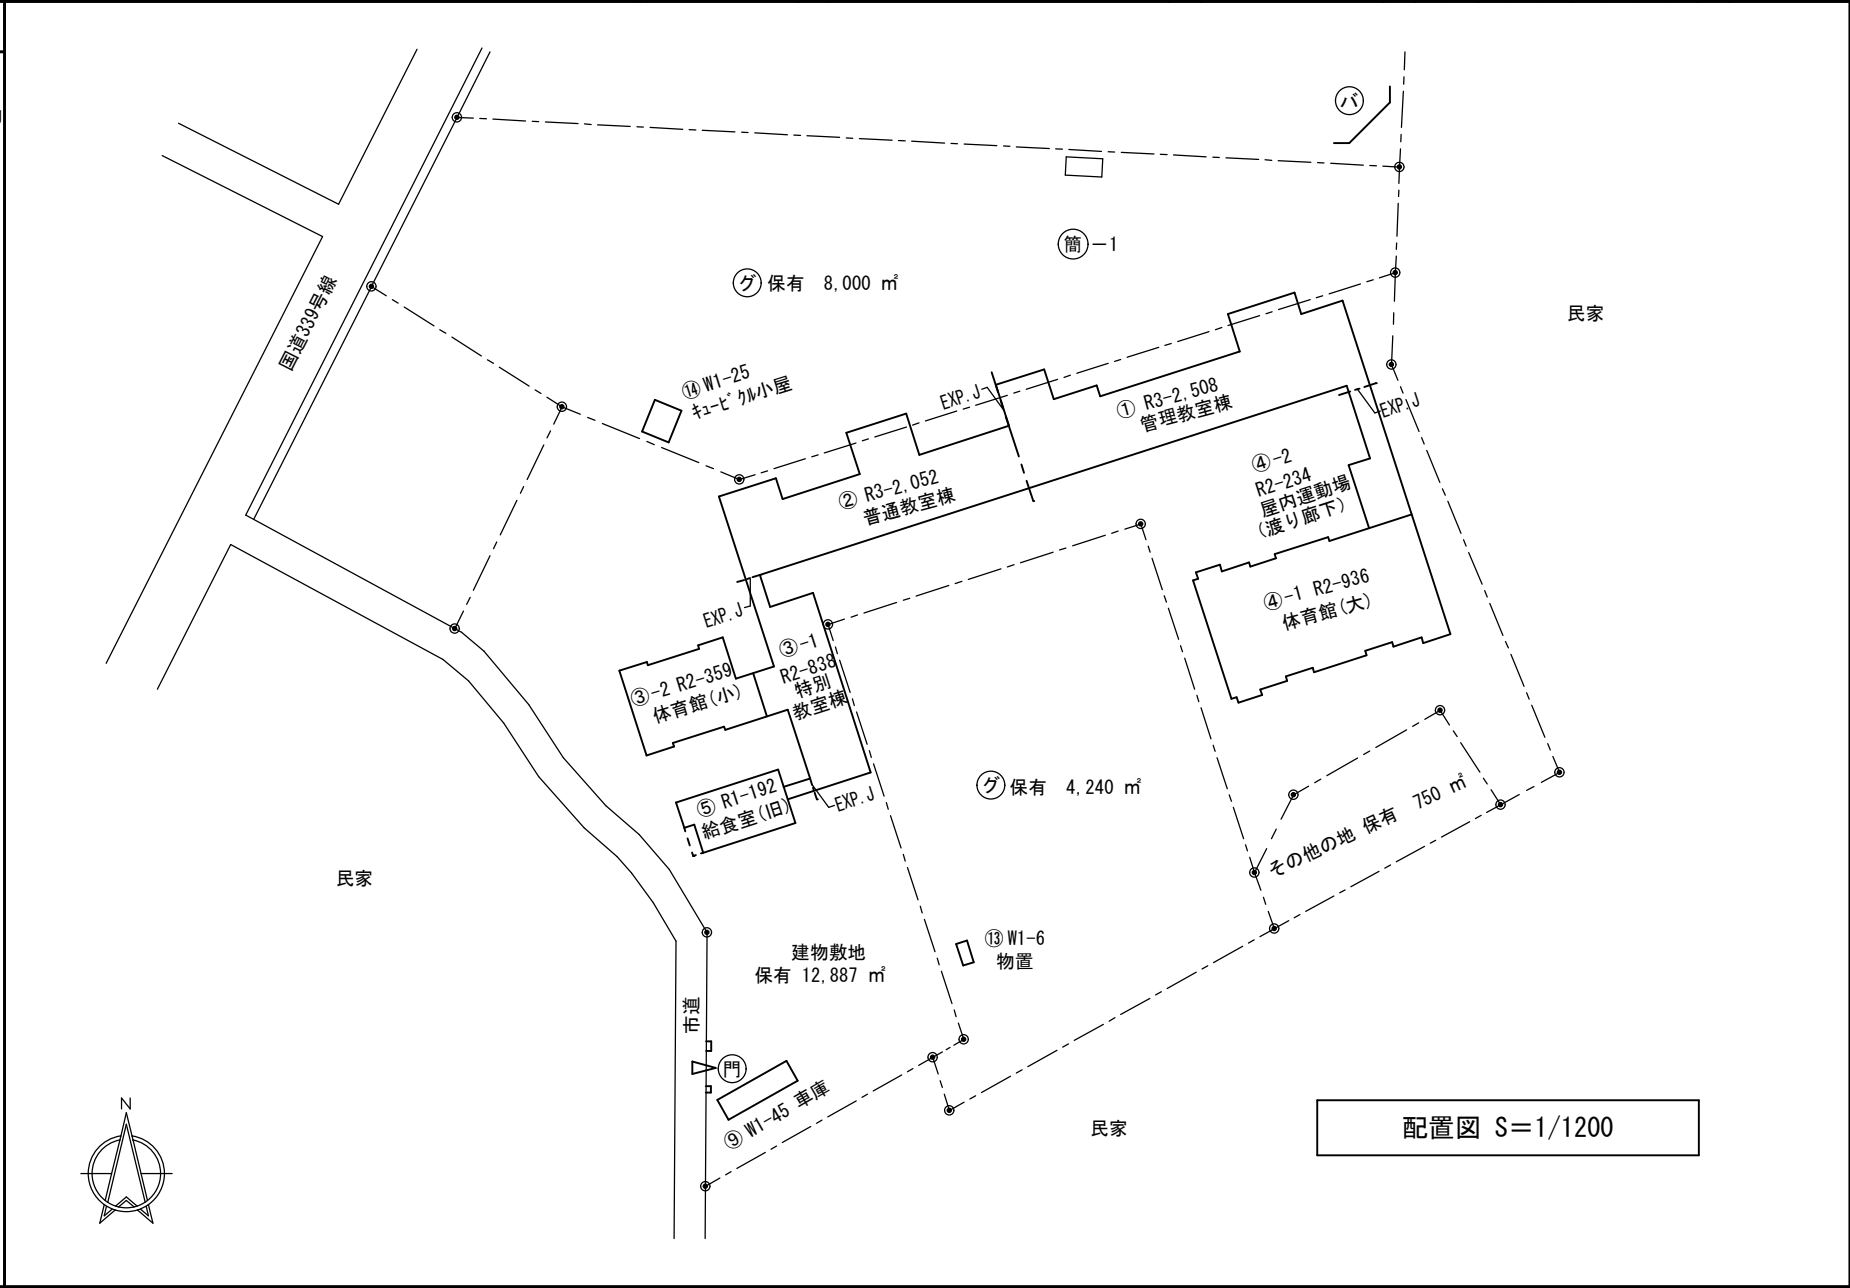 バ
簡-1
グ 保有 8,000 ㎡
国道339号線
民家
⑭ W1-25
ｷｭｰﾋﾞｸﾙ小屋
EXP.J
① R3-2,508
管理教室棟
EXP.J
② R3-2,052
普通教室棟
④-2
R2-234
屋内運動場
(渡り廊下)
④-1 R2-936
体育館(大)
EXP.J
③-1
R2-838
特別
教室棟
③-2 R2-359
体育館(小)
⑤ R1-192
給食室(旧)
EXP.J
グ 保有 4,240 ㎡
その他の地 保有 750 ㎡
民家
建物敷地
保有 12,887 ㎡
⑬ W1-6
物置
市道
門
⑨ W1-45 車庫
民家
N
配置図 S=1/1200